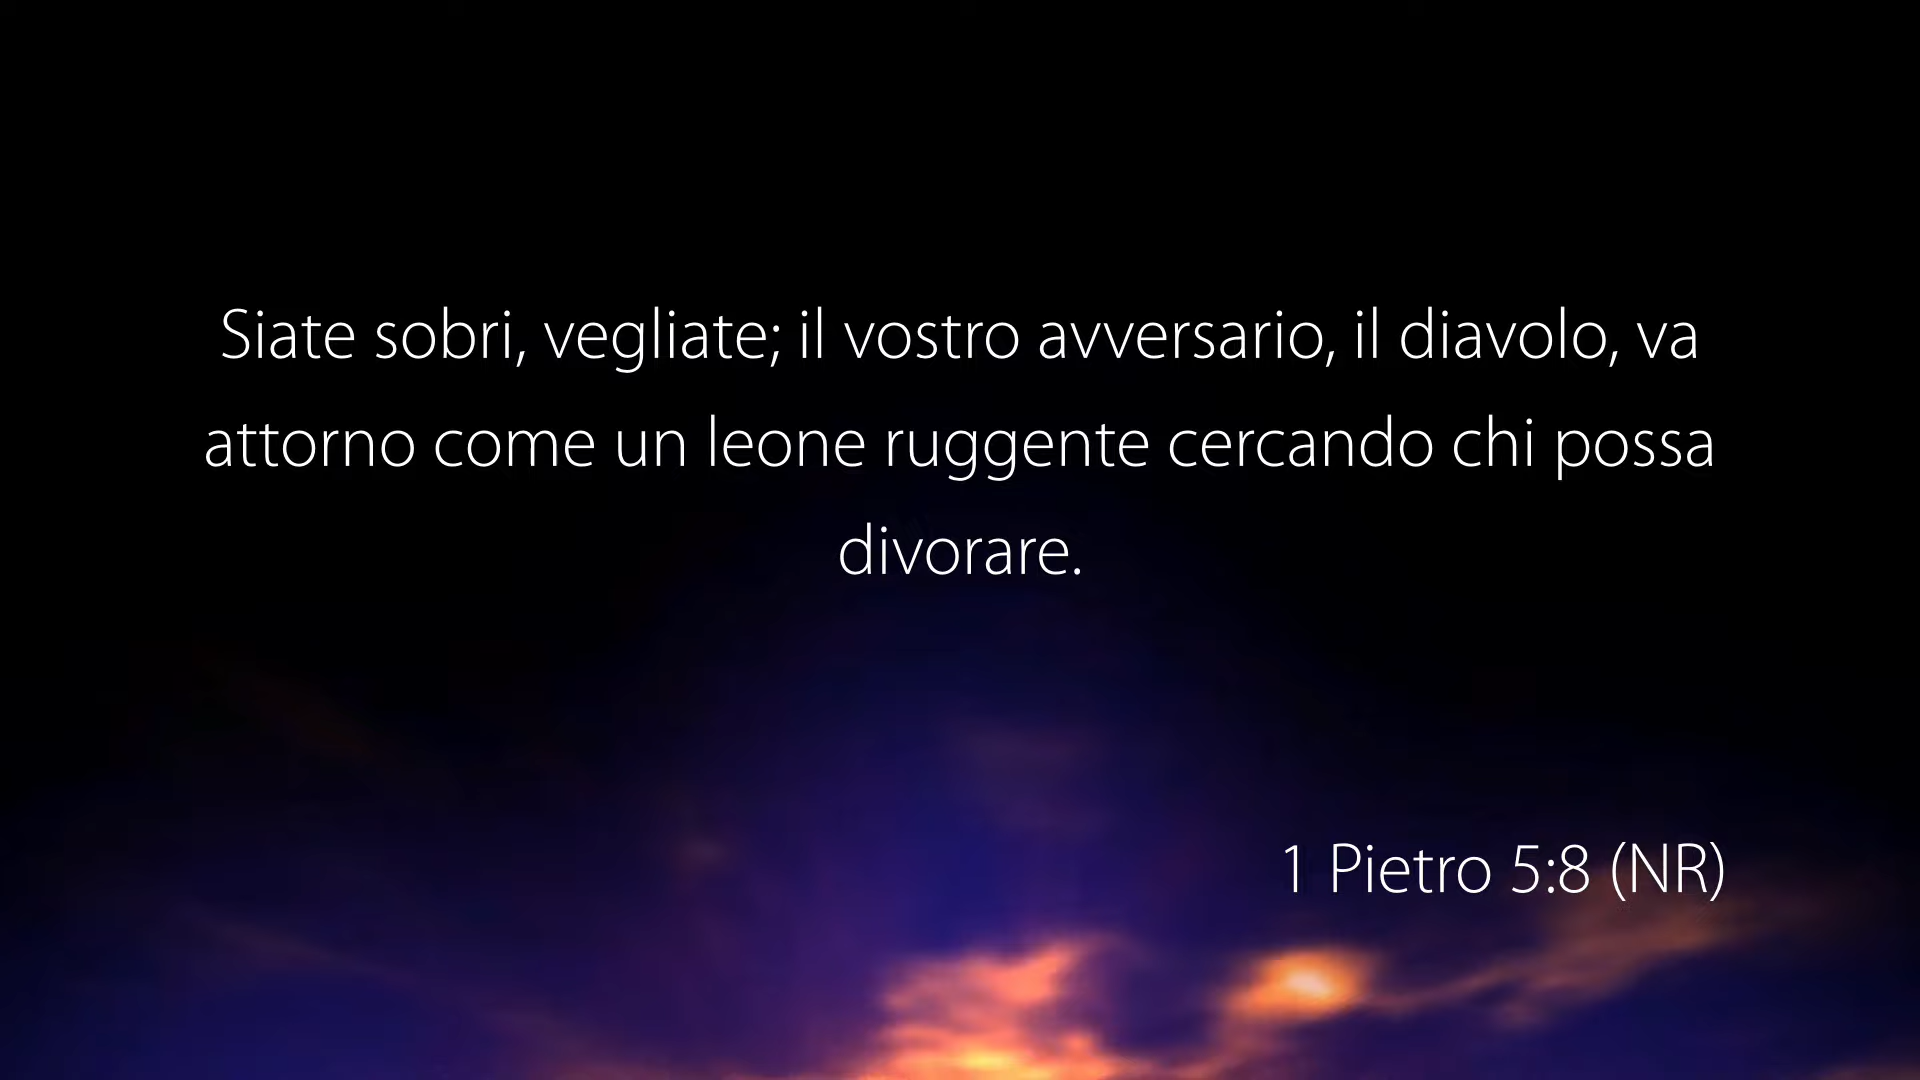 Siate sobri, vegliate; il vostro avversario, il diavolo, va
attorno come un leone ruggente cercando chi possa
divorare.
1 Pietro 5:8 (NR)